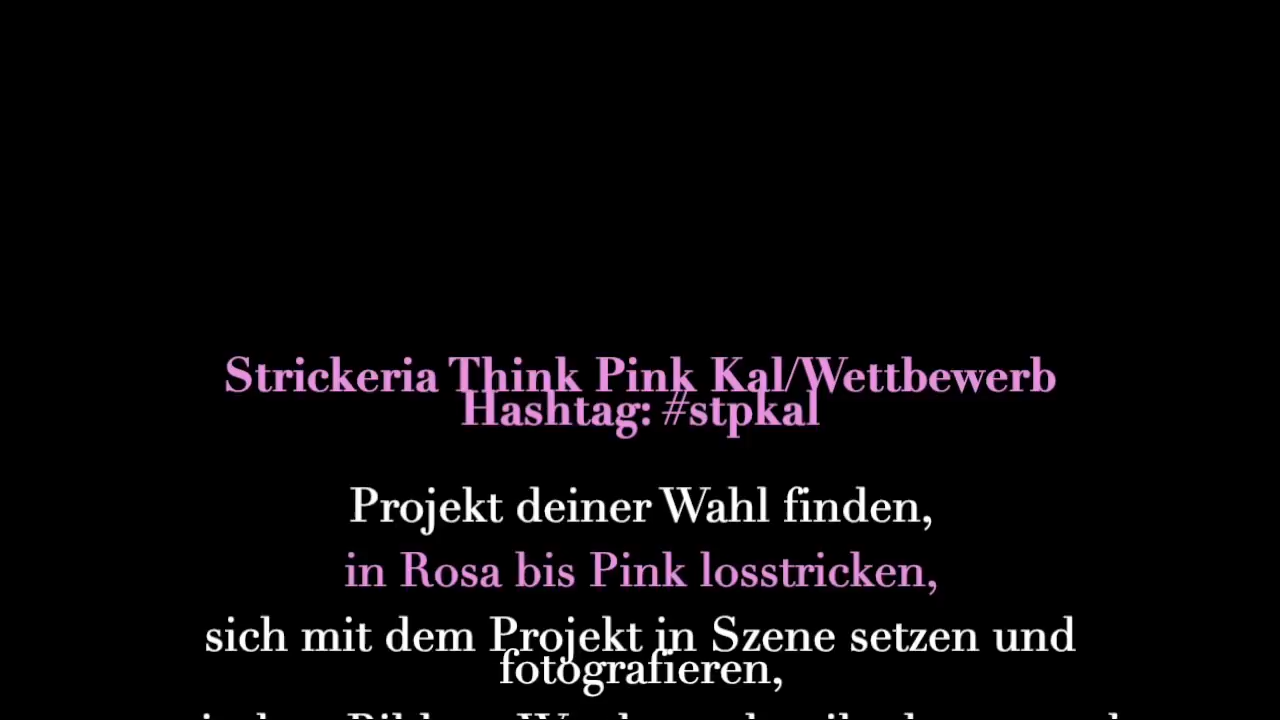 Strickeria Think Pink Kal/Wettbewerb
Hashtag: #stpkal
Projekt deiner Wahl finden,
in Rosa bis Pink losstricken,
sich mit dem Projekt in Szene setzen und
fotografieren,